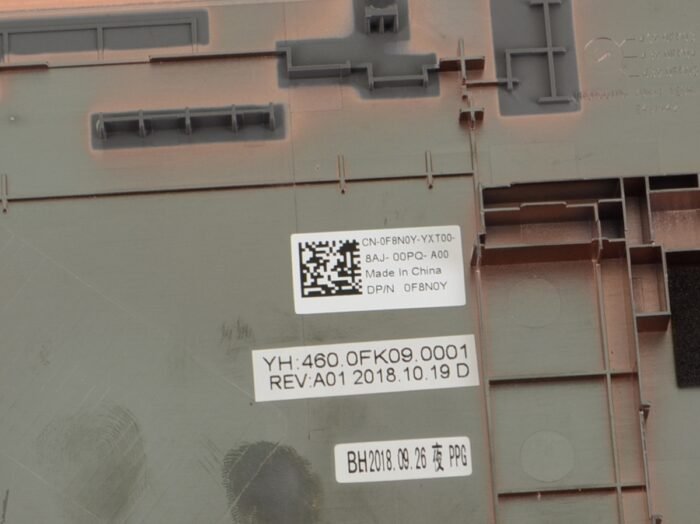 CN-0F8N0Y-YXT00-
8AJ- 00PQ- A00
Made in China
DP/N 0F8N0Y
YH:460.0FK09.0001
REV:A01 2018.10.19 D
BH2018.09.26 夜 PPG